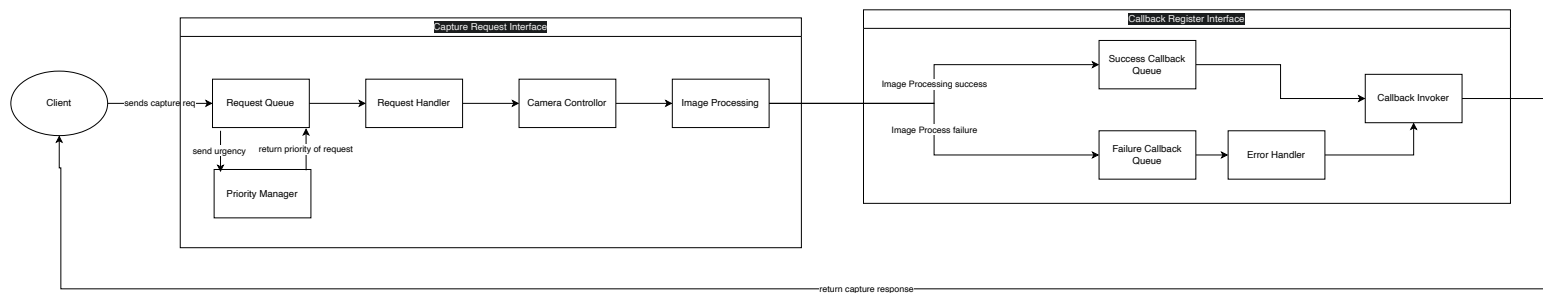 Capture Request Interface
Callback Register Interface
Client
sends capture req
Request Queue
Request Handler
Camera Controllor
Image Processing
send urgency
return priority of request
Priority Manager
Image Processing success
Image Process failure
Success Callback
Queue
Failure Callback
Queue
Error Handler
Callback Invoker
return capture response